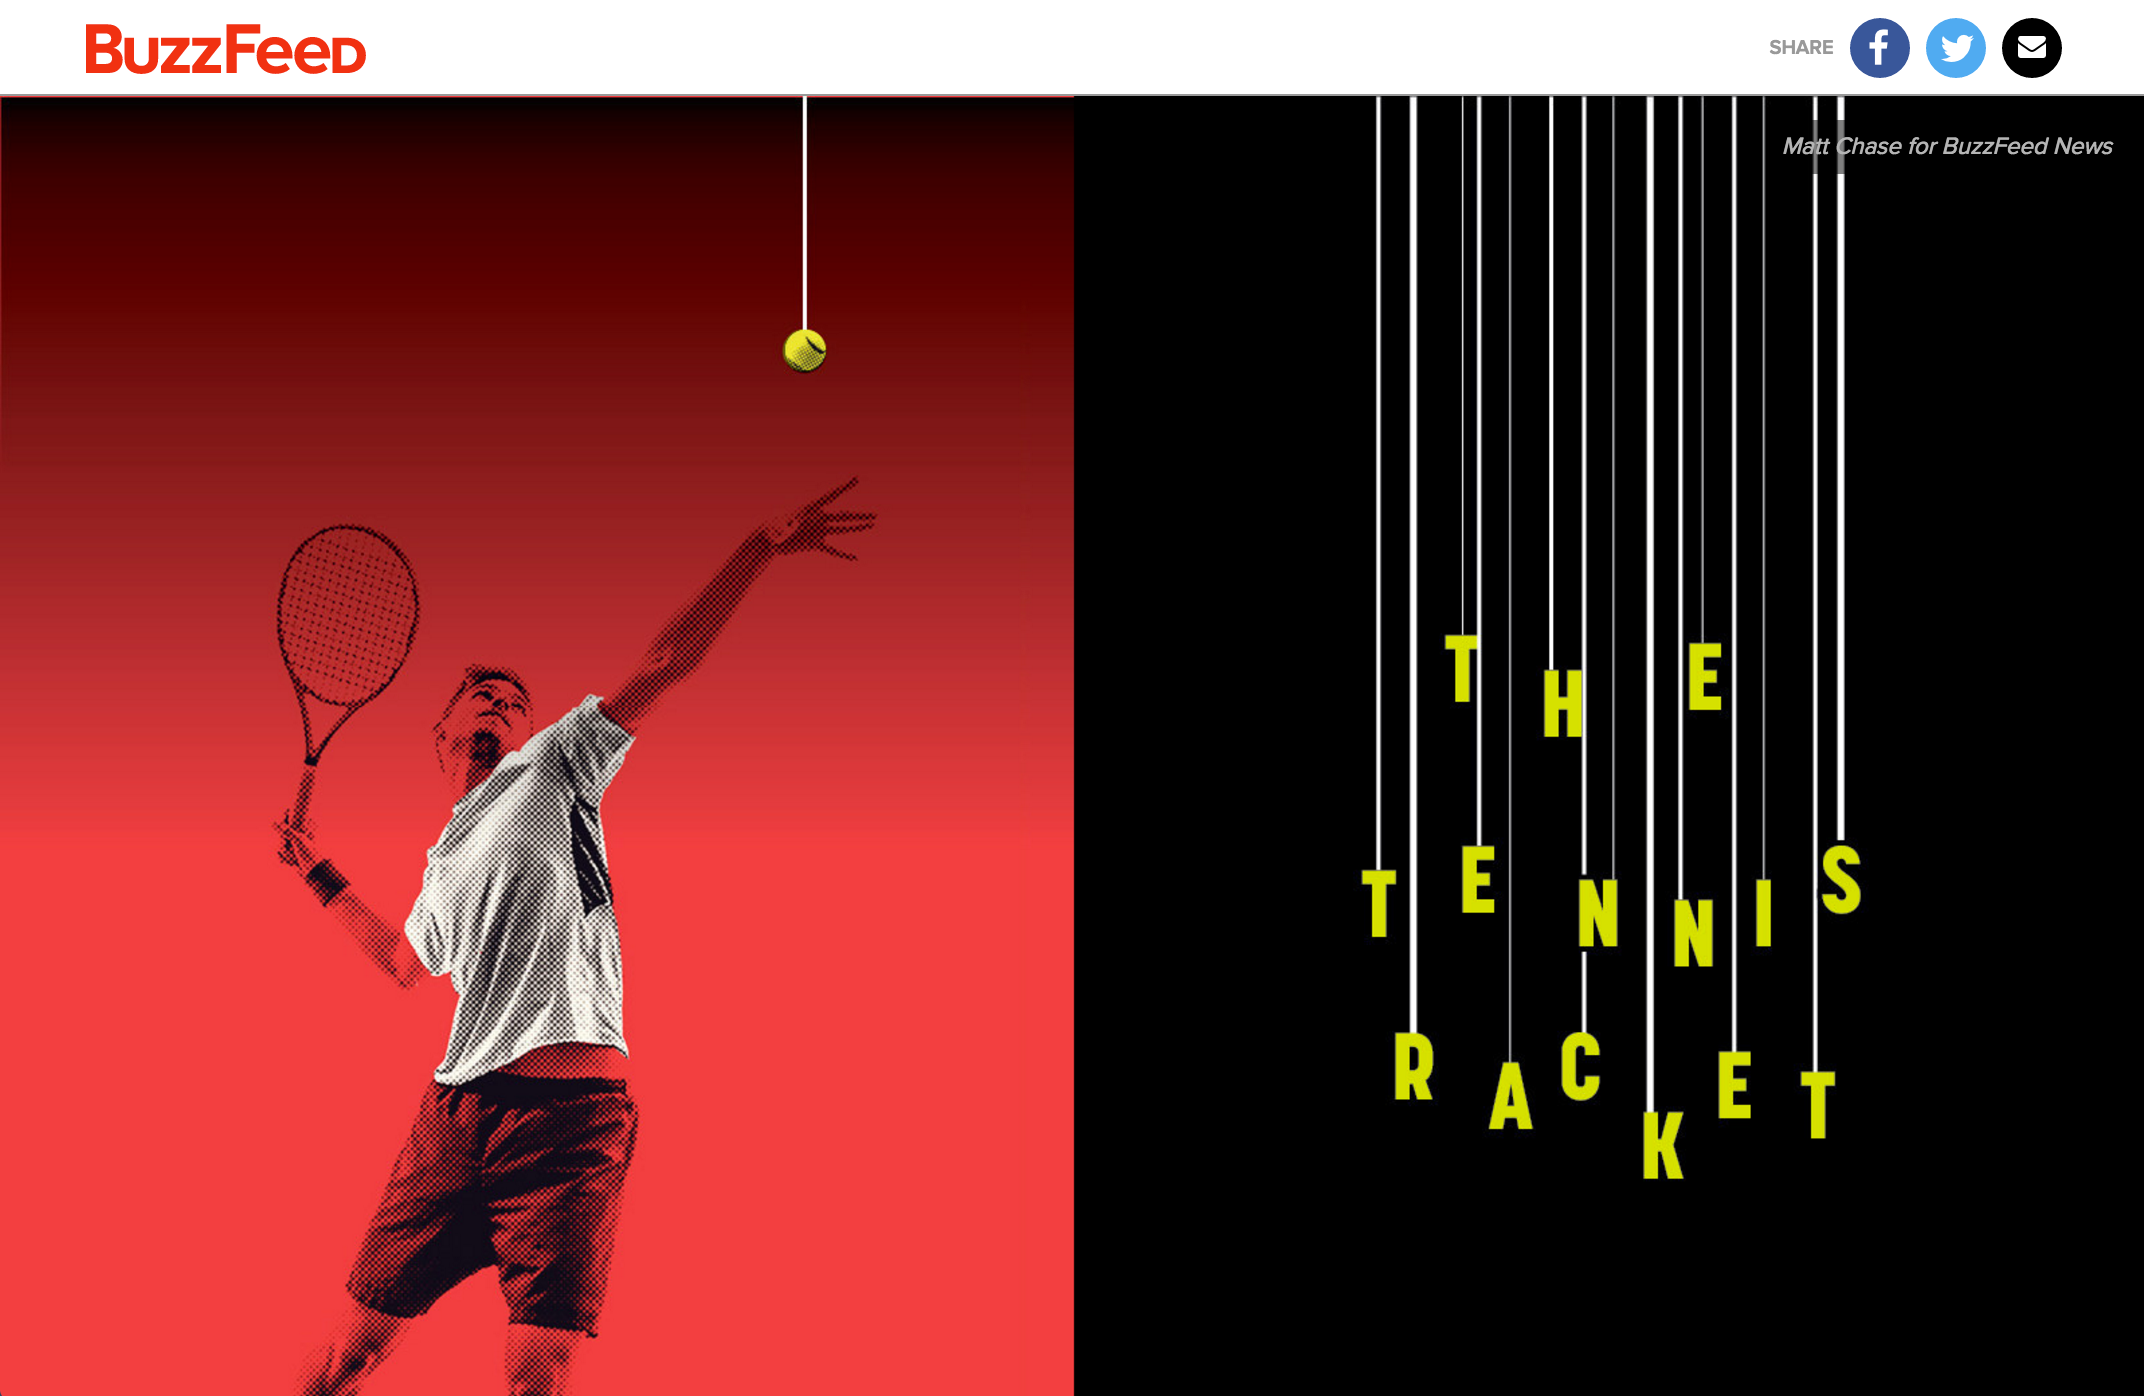 BuzzFeed
SHARE
Matt Chase for BuzzFeed News
THE
TENNIS
RACKET